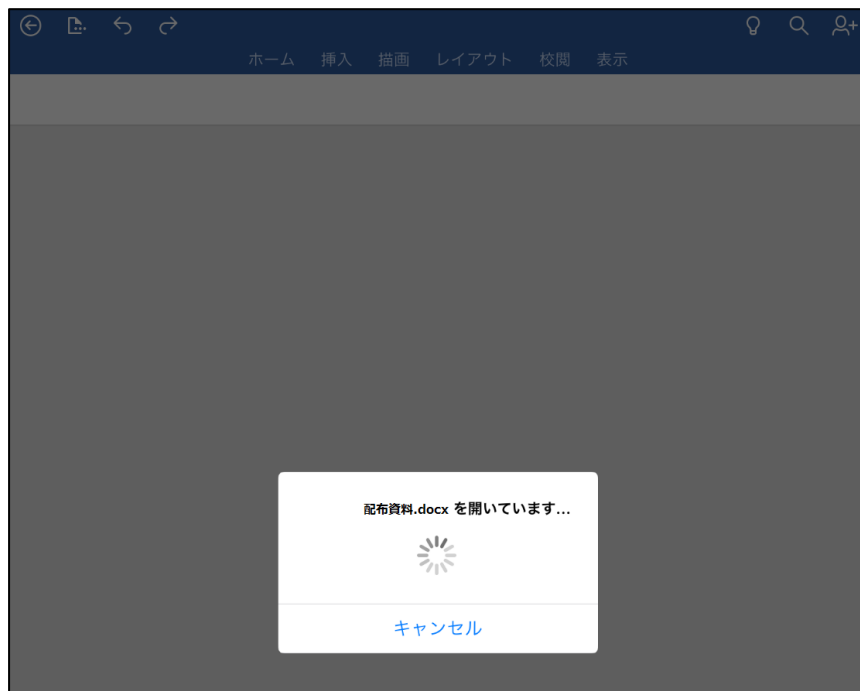 ホーム 挿入 描画 レイアウト 校閲 表示
配布資料.docx を開いています...
キャンセル